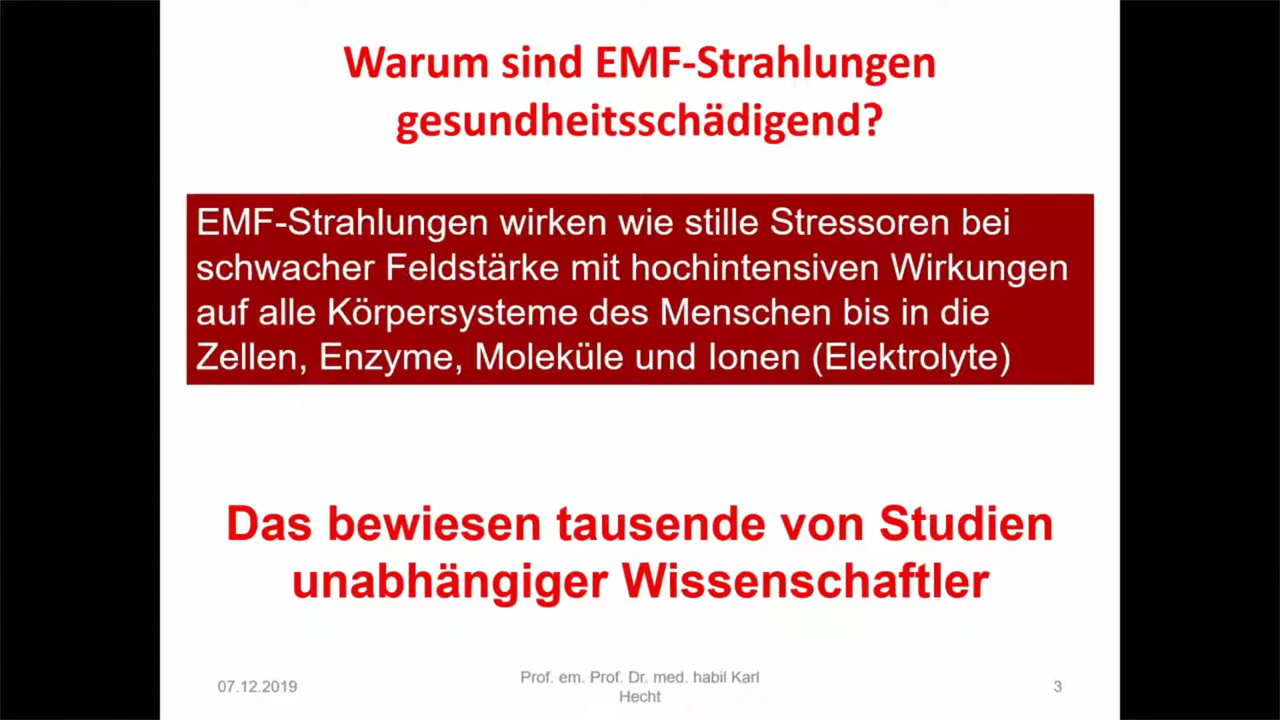 Warum sind EMF-Strahlungen
gesundheitsschädigend?
EMF-Strahlungen wirken wie stille Stressoren bei
schwacher Feldstärke mit hochintensiven Wirkungen
auf alle Körpersysteme des Menschen bis in die
Zellen, Enzyme, Moleküle und Ionen (Elektrolyte)
Das bewiesen tausende von Studien
unabhängiger Wissenschaftler
07.12.2019
Prof. em. Prof. Dr. med. habil Karl
Hecht
3